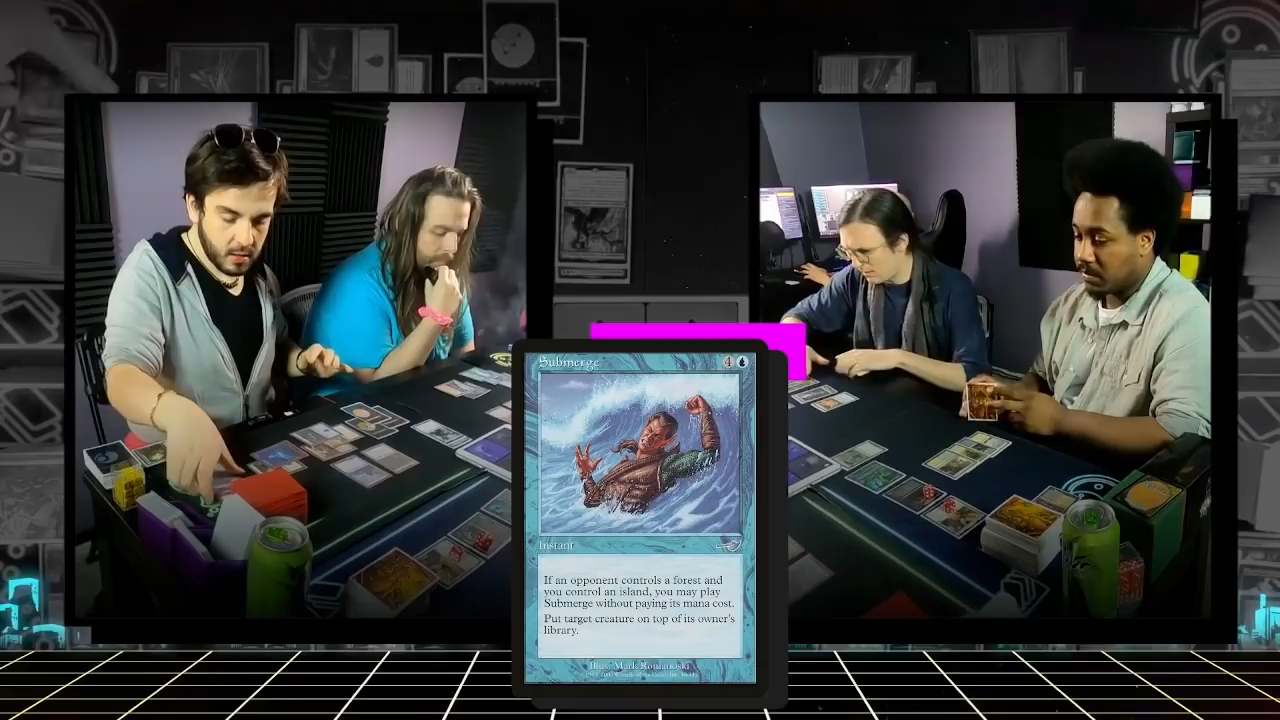 Submerge 4
Instant
If an opponent controls a forest and
you control an island, you may play
Submerge without paying its mana cost.
Put target creature on top of its owner's
library.
Illus. Mark Romanoski